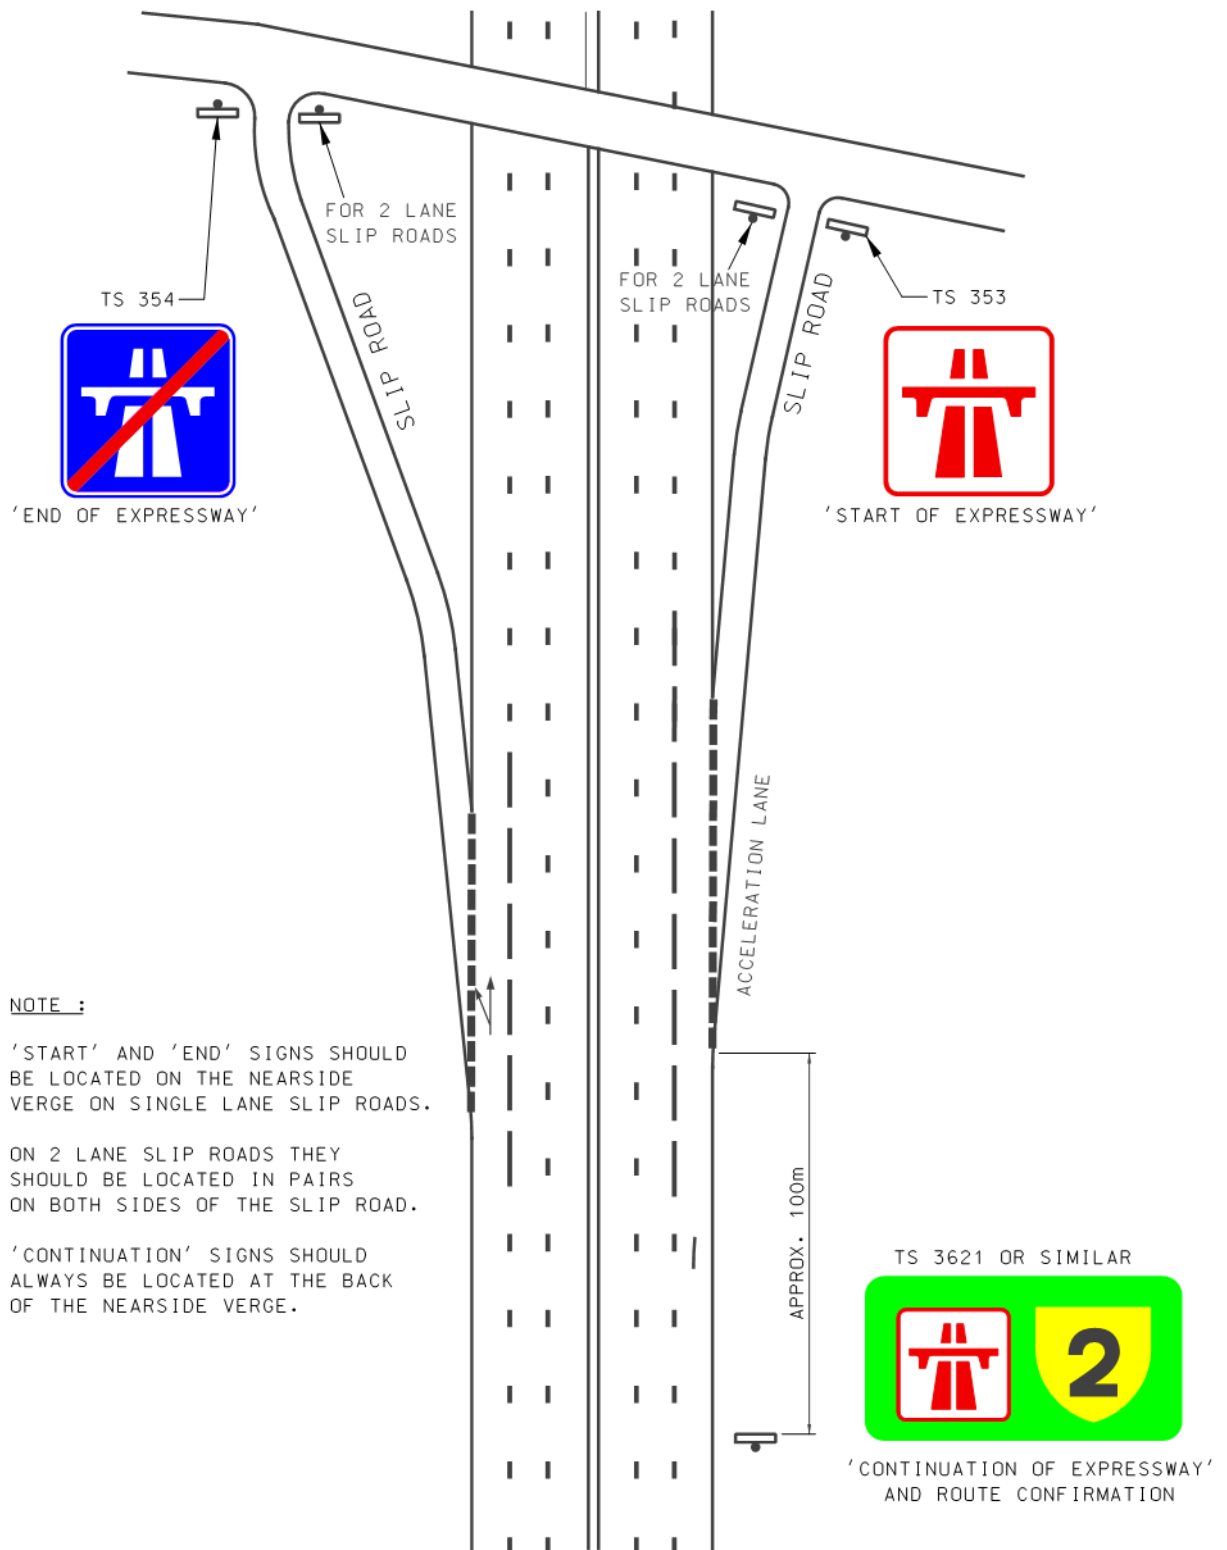 FOR 2 LANE
SLIP ROADS
FOR 2 LANE
SLIP ROADS
TS 354
TS 353
SLIP ROAD
SLIP ROAD
'END OF EXPRESSWAY'
'START OF EXPRESSWAY'
ACCELERATION LANE
NOTE :
'START' AND 'END' SIGNS SHOULD
BE LOCATED ON THE NEARSIDE
VERGE ON SINGLE LANE SLIP ROADS.
ON 2 LANE SLIP ROADS THEY
SHOULD BE LOCATED IN PAIRS
ON BOTH SIDES OF THE SLIP ROAD.
'CONTINUATION' SIGNS SHOULD
ALWAYS BE LOCATED AT THE BACK
OF THE NEARSIDE VERGE.
APPROX. 100m
TS 3621 OR SIMILAR
2
'CONTINUATION OF EXPRESSWAY'
AND ROUTE CONFIRMATION